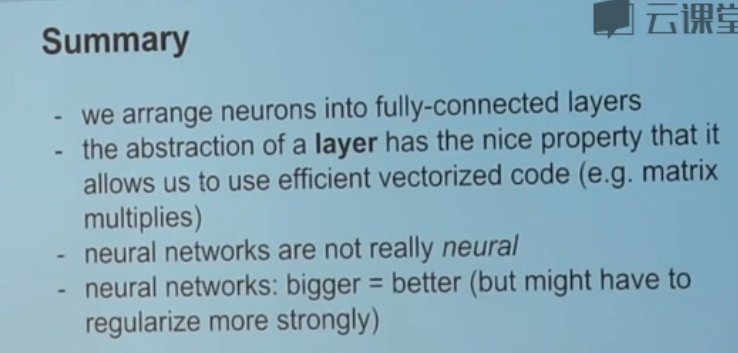 云课堂
Summary
- we arrange neurons into fully-connected layers
- the abstraction of a layer has the nice property that it
allows us to use efficient vectorized code (e.g. matrix
multiplies)
- neural networks are not really neural
- neural networks: bigger = better (but might have to
regularize more strongly)